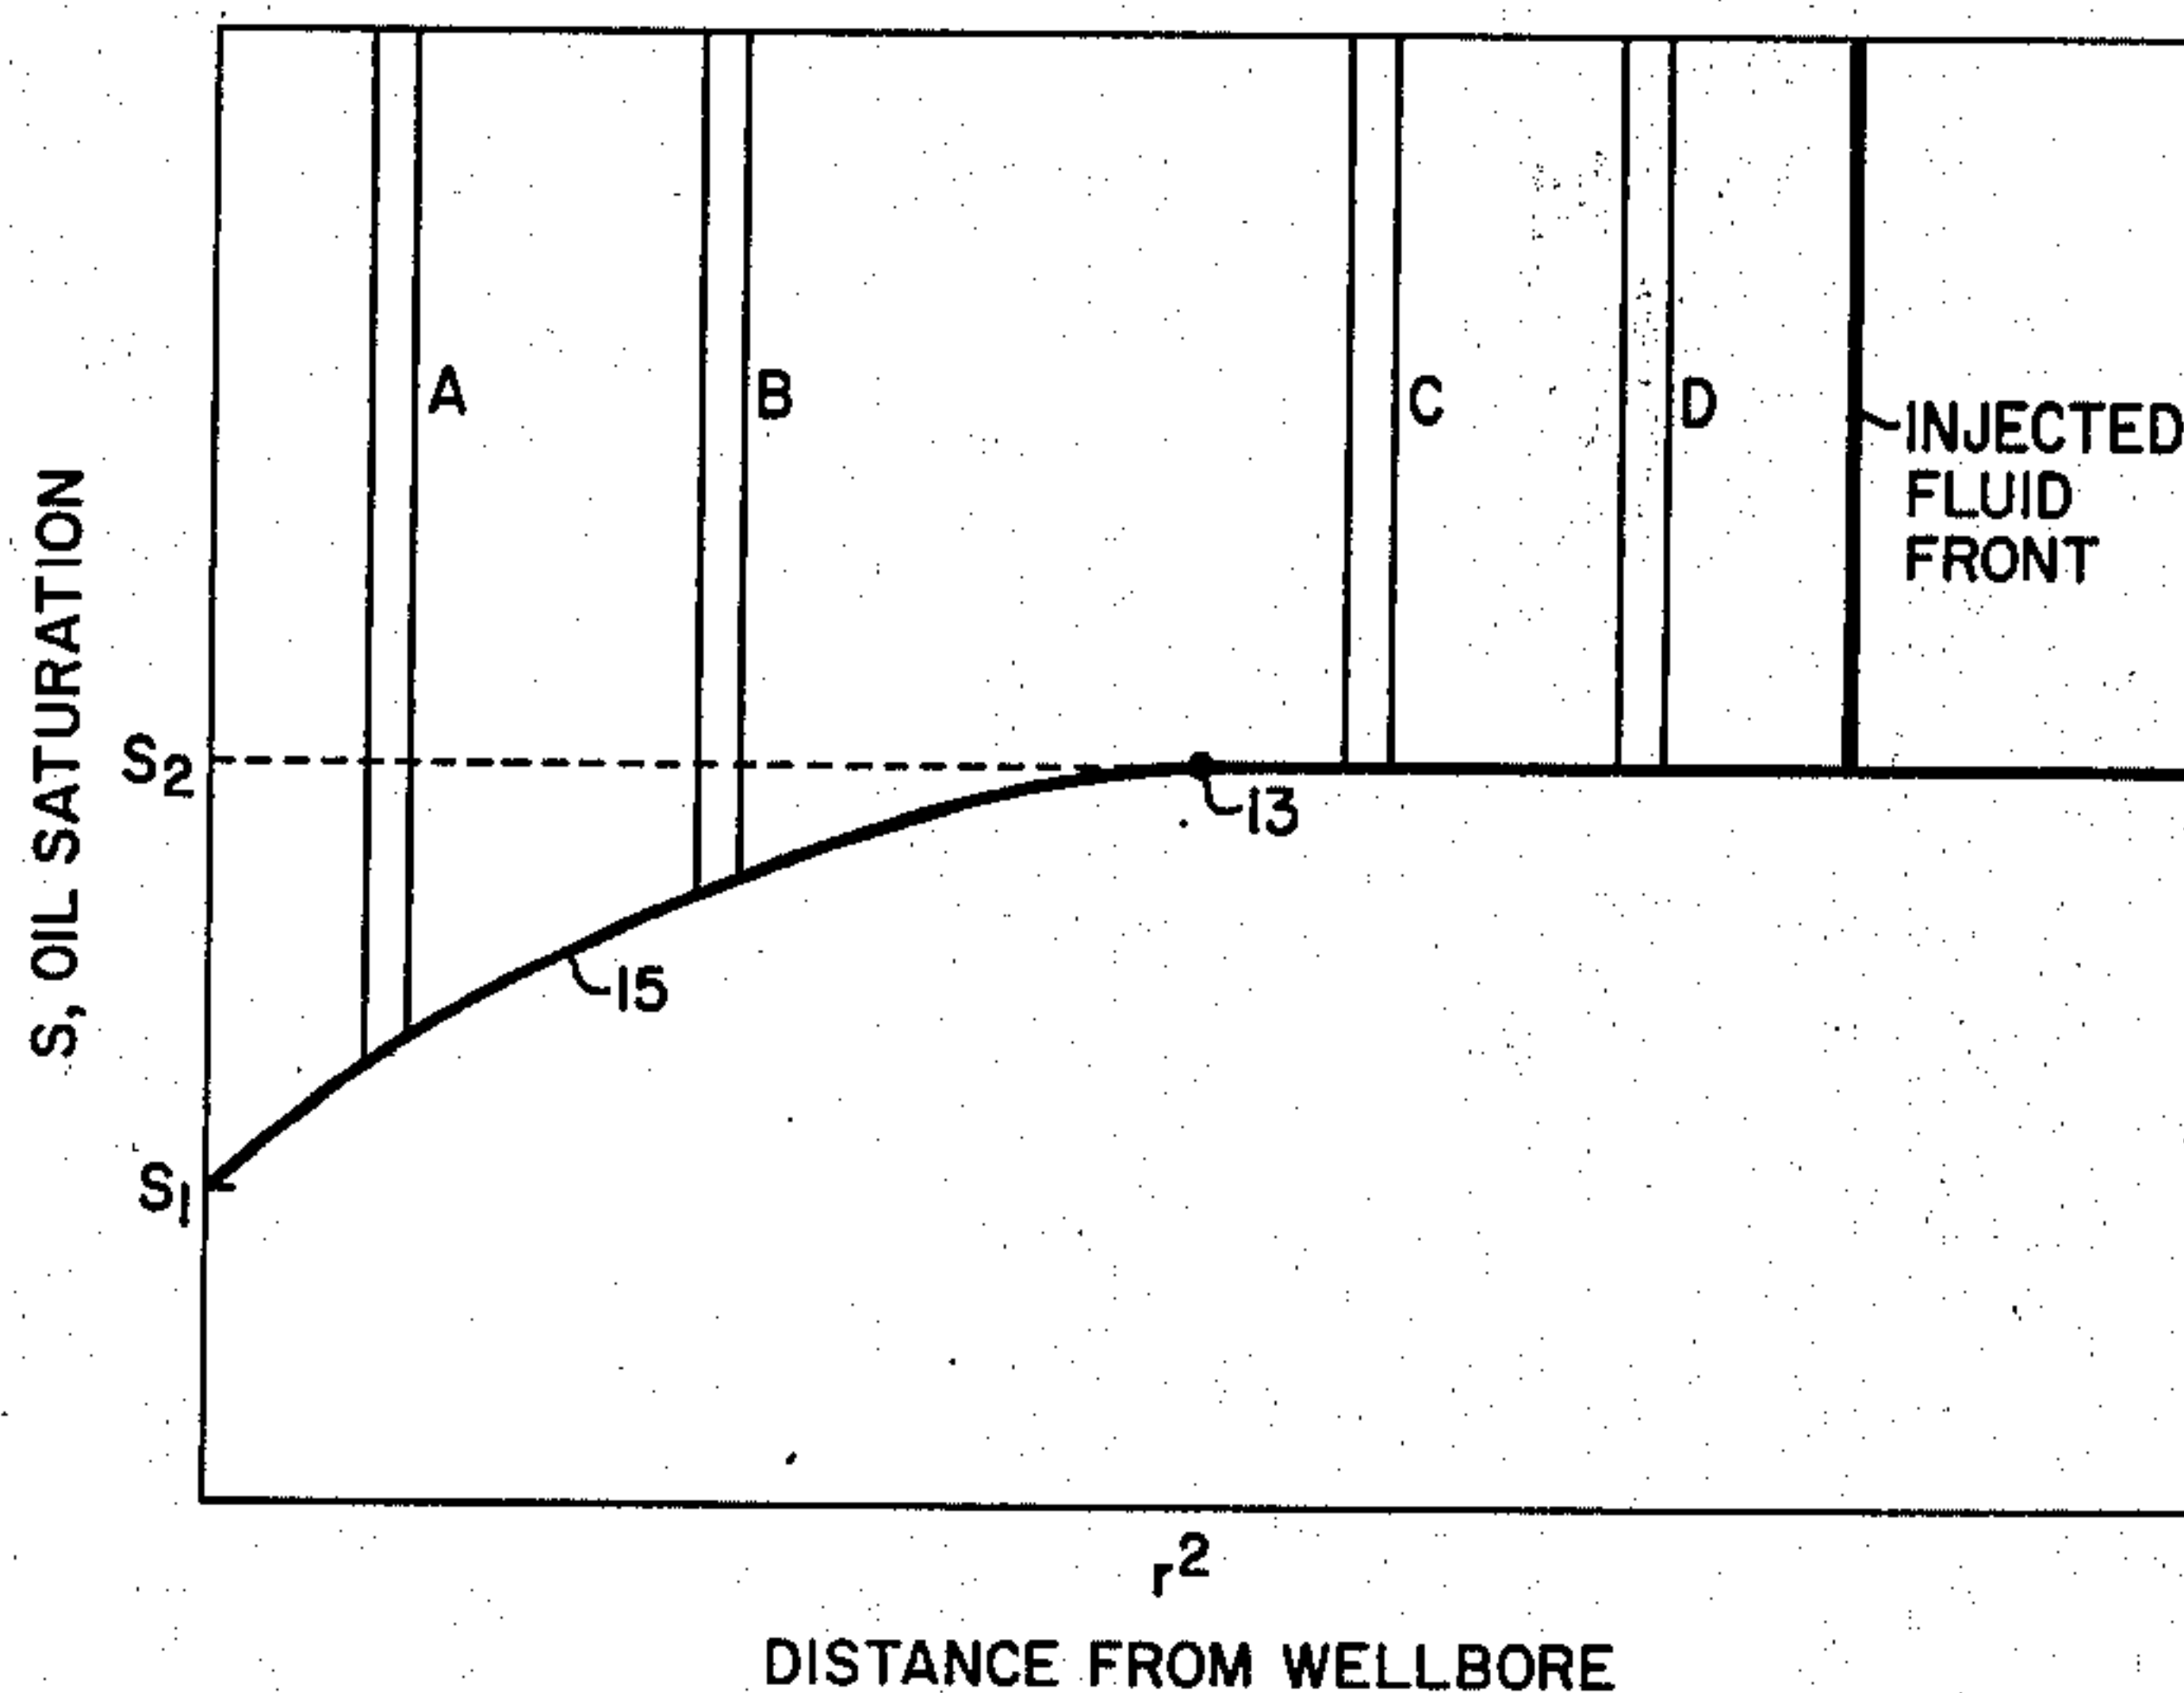 S, OIL SATURATION
A
B
C
D
INJECTED
FLUID
FRONT
S2
13
15
S1
r2
DISTANCE FROM WELLBORE